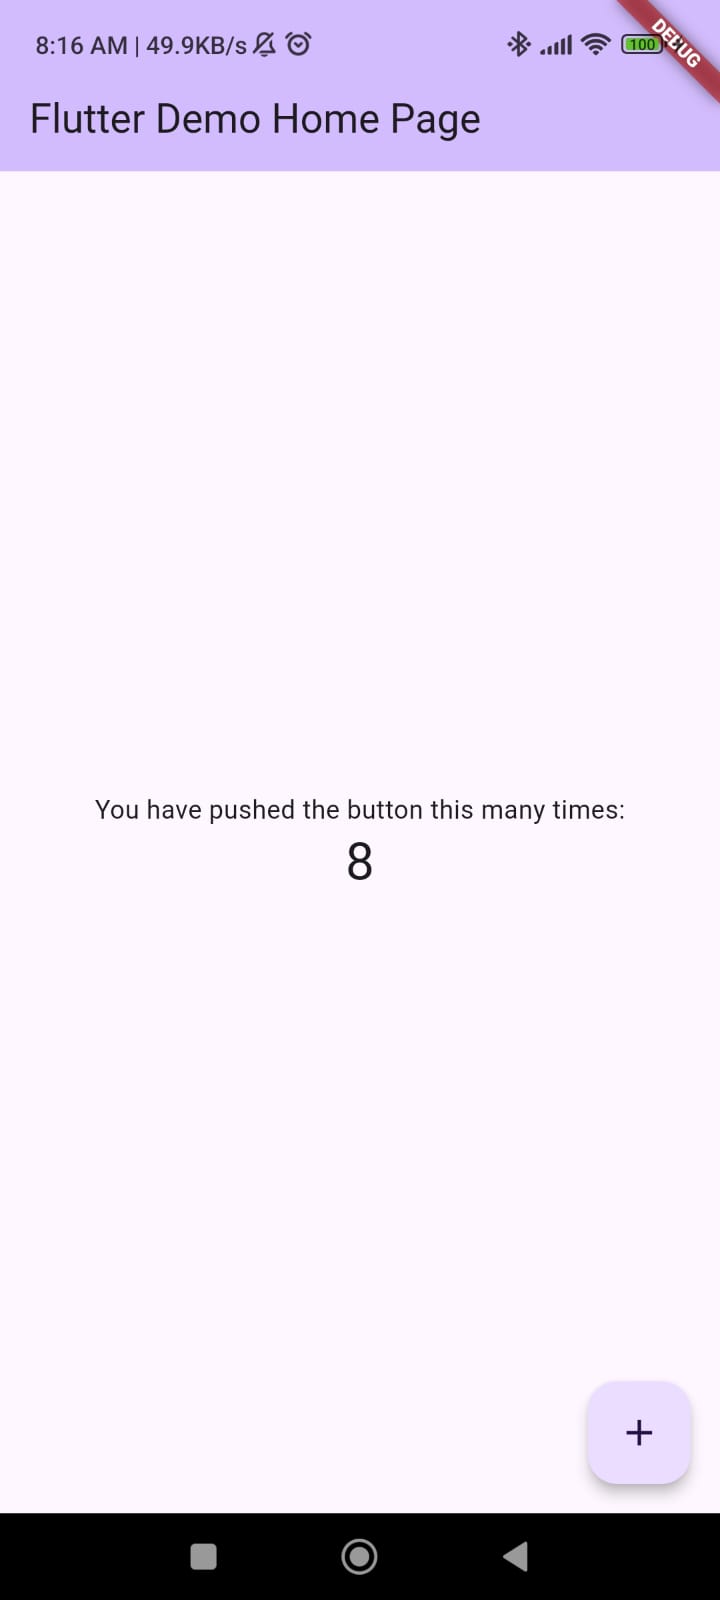 8:16 AM | 49.9KB/s
100
DEBUG
Flutter Demo Home Page
You have pushed the button this many times:
8
+